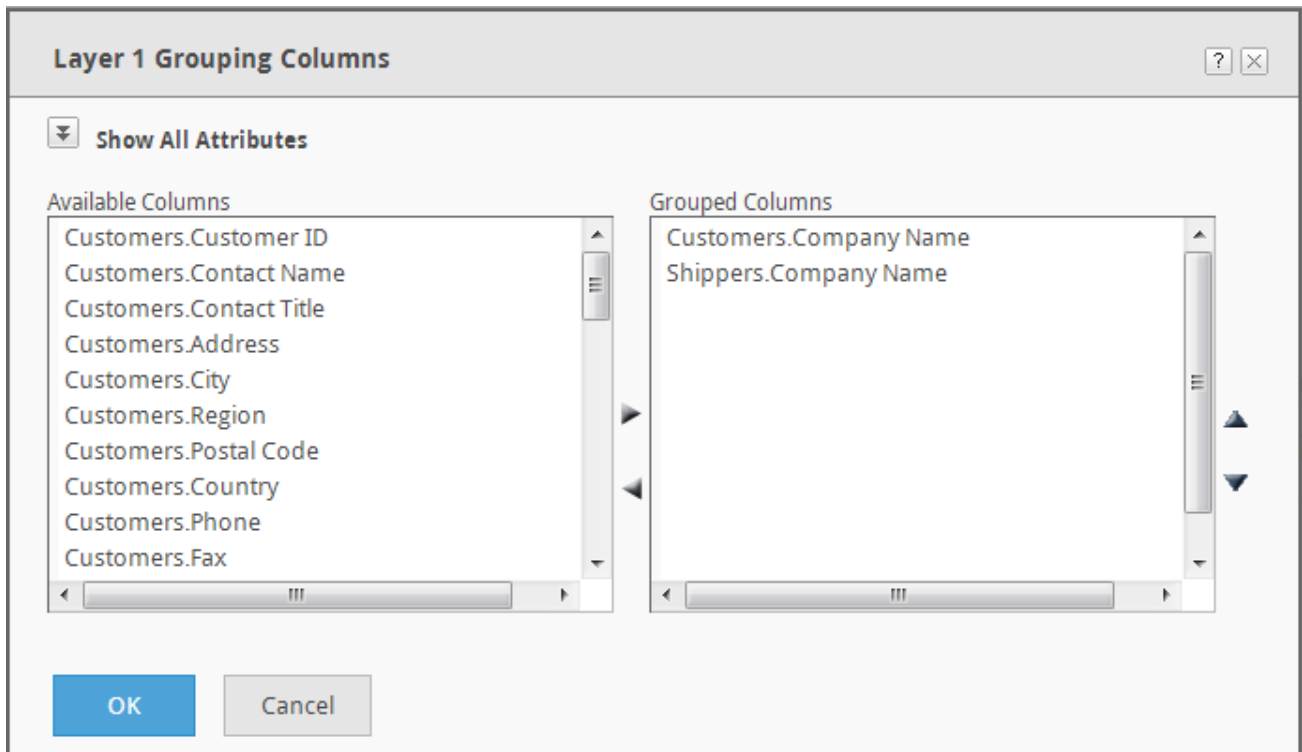 Layer 1 Grouping Columns
?
Show All Attributes
Available Columns
Customers.Customer ID
Customers.Contact Name
Customers.Contact Title
Customers.Address
Customers.City
Customers.Region
Customers.Postal Code
Customers.Country
Customers.Phone
Customers.Fax
Grouped Columns
Customers.Company Name
Shippers.Company Name
OK
Cancel